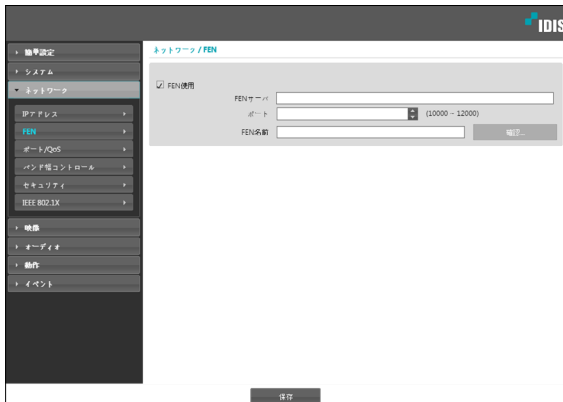 IDIS
簡単設定
システム
ネットワーク
IPアドレス
FEN
ポート/QoS
バンド幅コントロール
セキュリティ
IEEE 802.1X
映像
オーディオ
動作
イベント
ネットワーク / FEN
FEN使用
FENサーバ
ポート
(10000 ~ 12000)
FEN名前
確認...
保存